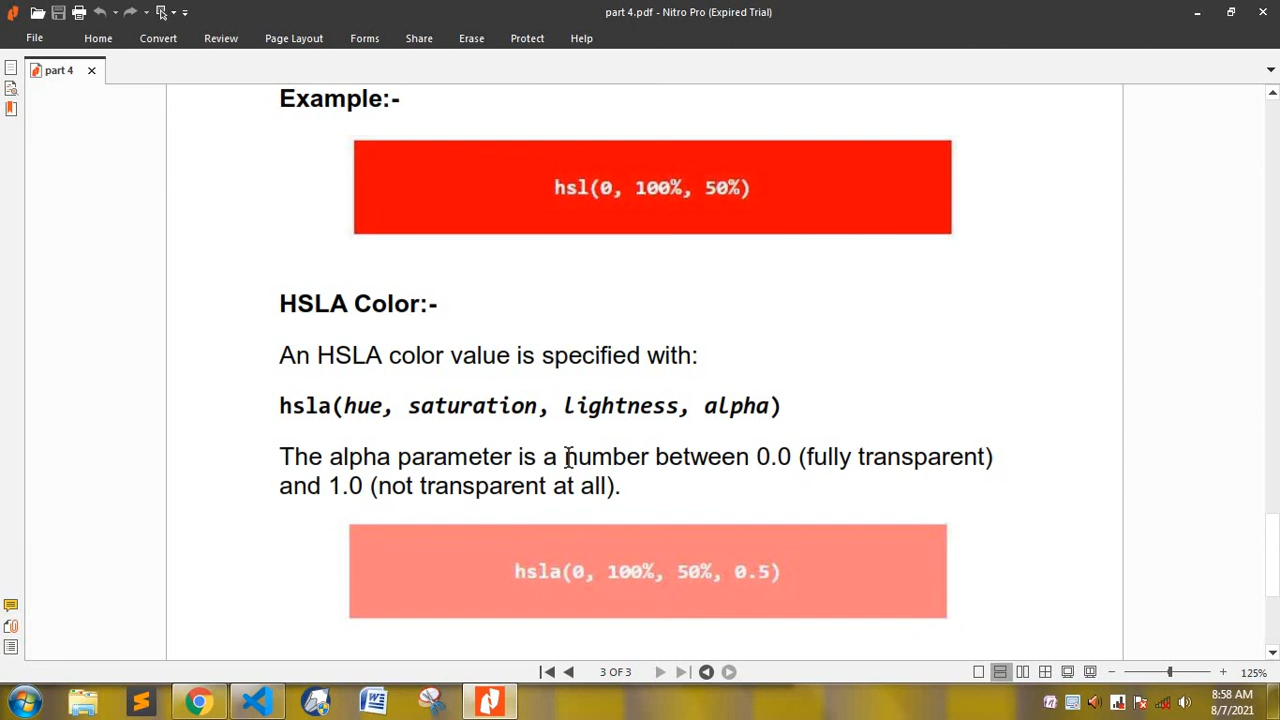 part 4.pdf - Nitro Pro (Expired Trial)
File Home Convert Review Page Layout Forms Share Erase Protect Help
part 4
Example:-
hsl(0, 100%, 50%)
HSLA Color:-
An HSLA color value is specified with:
hsla(hue, saturation, lightness, alpha)
The alpha parameter is a number between 0.0 (fully transparent)
and 1.0 (not transparent at all).
hsla(0, 100%, 50%, 0.5)
3 OF 3
125%
8:58 AM
8/7/2021